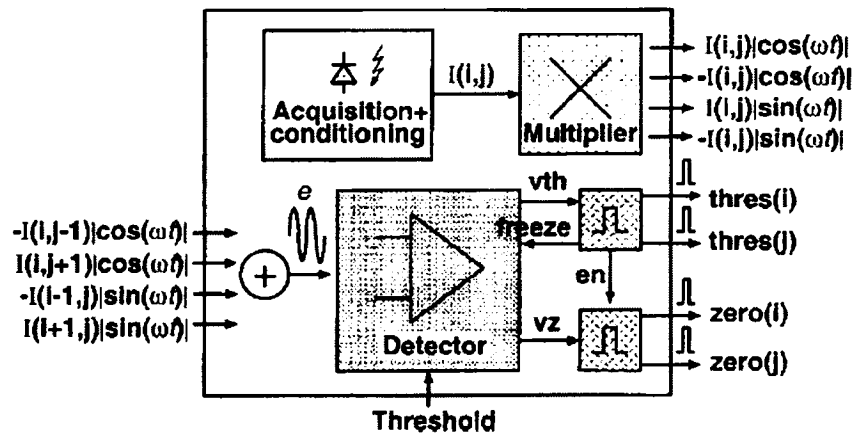 I(i,j)|cos(ωt)|
-I(i,j)|cos(ωt)|
I(i,j)|sin(ωt)|
-I(i,j)|sin(ωt)|
I(i,j)
Acquisition+
conditioning
Multiplier
e
vth
thres(i)
freeze
thres(j)
-I(i,j-1)|cos(ωt)|
I(i,j+1)|cos(ωt)|
-I(i-1,j)|sin(ωt)|
I(i+1,j)|sin(ωt)|
+
en
zero(i)
vz
zero(j)
Detector
Threshold